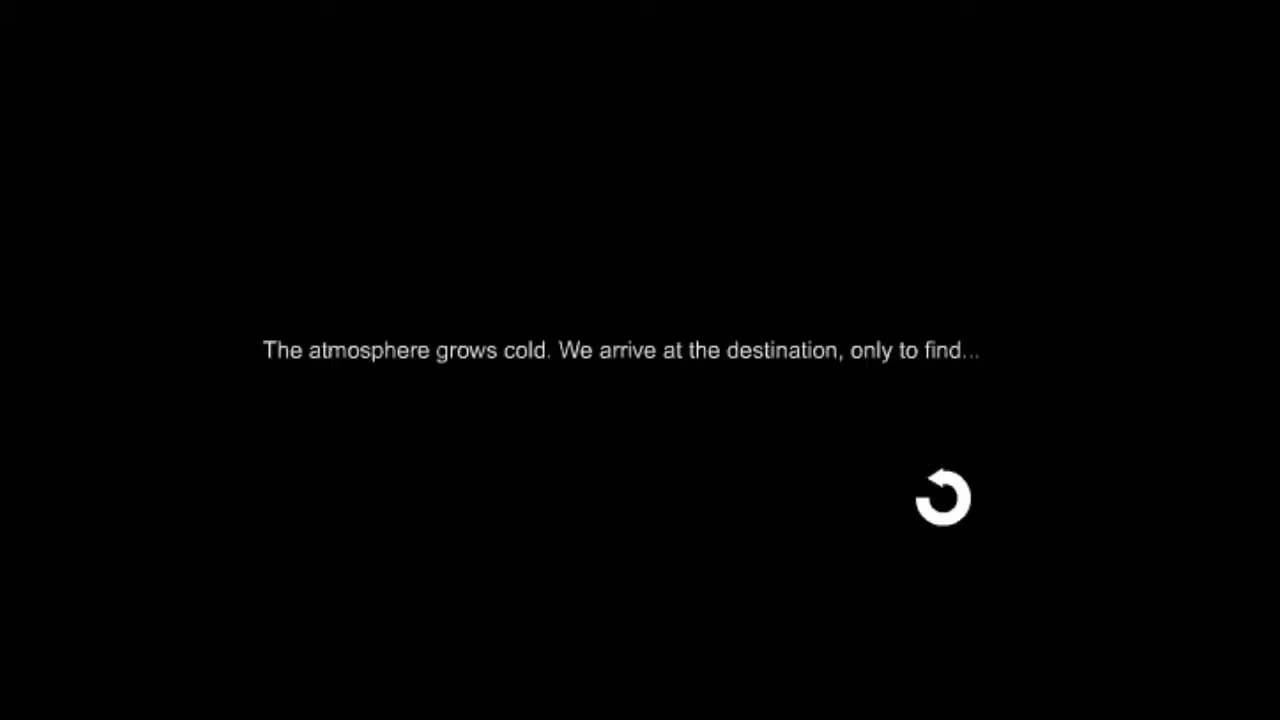 The atmosphere grows cold. We arrive at the destination, only to find...